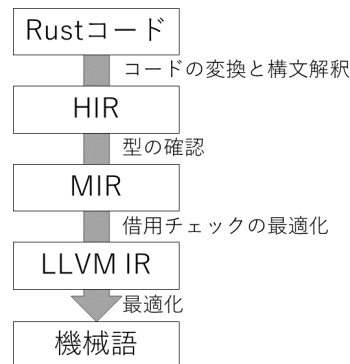 Rustコード
コードの変換と構文解釈
HIR
型の確認
MIR
借用チェックの最適化
LLVM IR
最適化
機械語